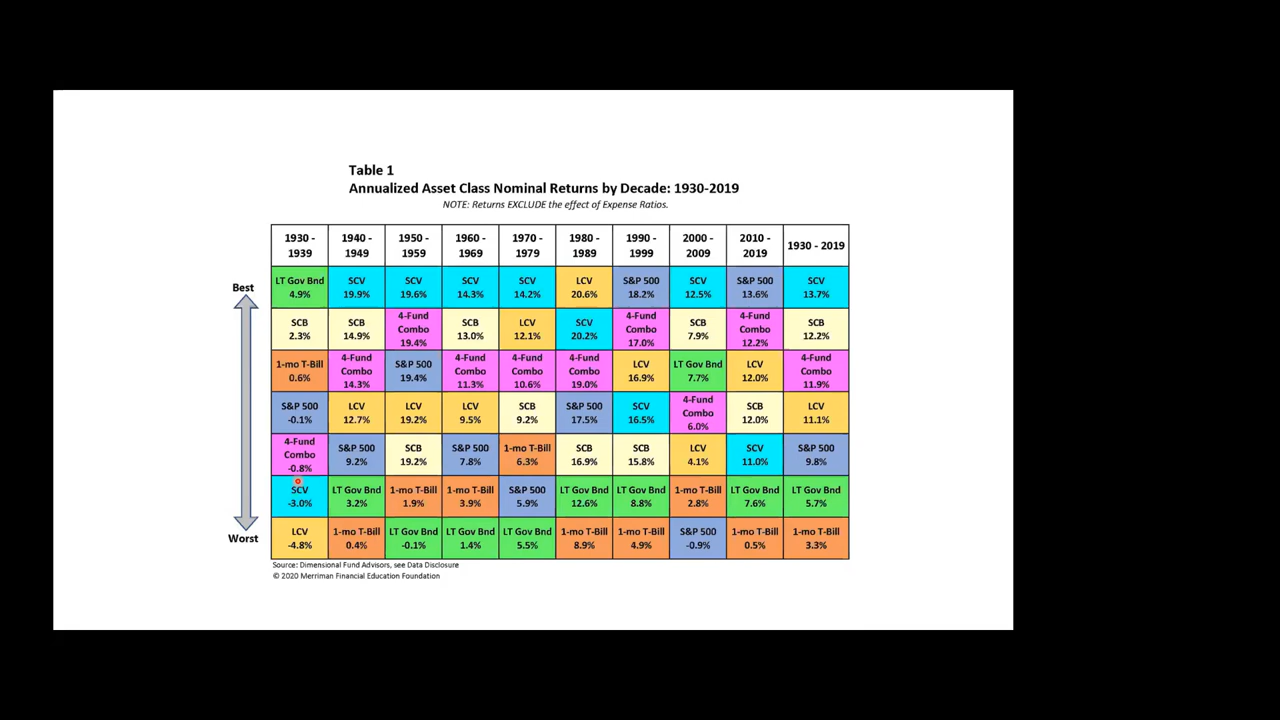 Table 1
Annualized Asset Class Nominal Returns by Decade: 1930-2019
NOTE: Returns EXCLUDE the effect of Expense Ratios.
1930 - 1939 1940 - 1949 1950 - 1959 1960 - 1969 1970 - 1979 1980 - 1989 1990 - 1999 2000 - 2009 2010 - 2019 1930 - 2019
Best
LT Gov Bnd SCV SCV SCV SCV LCV S&P 500 SCV S&P 500 SCV
4.9% 19.9% 19.6% 14.3% 14.2% 20.6% 18.2% 12.5% 13.6% 13.7%
SCB SCB 4-Fund Combo SCB LCV SCV 4-Fund Combo SCB 4-Fund Combo SCB
2.3% 14.9% 19.4% 13.0% 12.1% 20.2% 17.0% 7.9% 12.2% 12.2%
1-mo T-Bill 4-Fund Combo S&P 500 4-Fund Combo 4-Fund Combo 4-Fund Combo LCV LT Gov Bnd LCV 4-Fund Combo
0.6% 14.3% 19.4% 11.3% 10.6% 19.0% 16.9% 7.7% 12.0% 11.9%
S&P 500 LCV LCV LCV SCB S&P 500 SCV 4-Fund Combo SCB LCV
-0.1% 12.7% 19.2% 9.5% 9.2% 17.5% 16.5% 6.0% 12.0% 11.1%
4-Fund Combo S&P 500 SCB S&P 500 1-mo T-Bill SCB SCB LCV SCV S&P 500
-0.8% 9.2% 19.2% 7.8% 6.3% 16.9% 15.8% 4.1% 11.0% 9.8%
SCV LT Gov Bnd 1-mo T-Bill 1-mo T-Bill S&P 500 LT Gov Bnd LT Gov Bnd 1-mo T-Bill LT Gov Bnd LT Gov Bnd
-3.0% 3.2% 1.9% 3.9% 5.9% 12.6% 8.8% 2.8% 7.6% 5.7%
Worst
LCV 1-mo T-Bill LT Gov Bnd LT Gov Bnd LT Gov Bnd 1-mo T-Bill 1-mo T-Bill S&P 500 1-mo T-Bill 1-mo T-Bill
-4.8% 0.4% -0.1% 1.4% 5.5% 8.9% 4.9% -0.9% 0.5% 3.3%
Source: Dimensional Fund Advisors, see Data Disclosure
© 2020 Merriman Financial Education Foundation